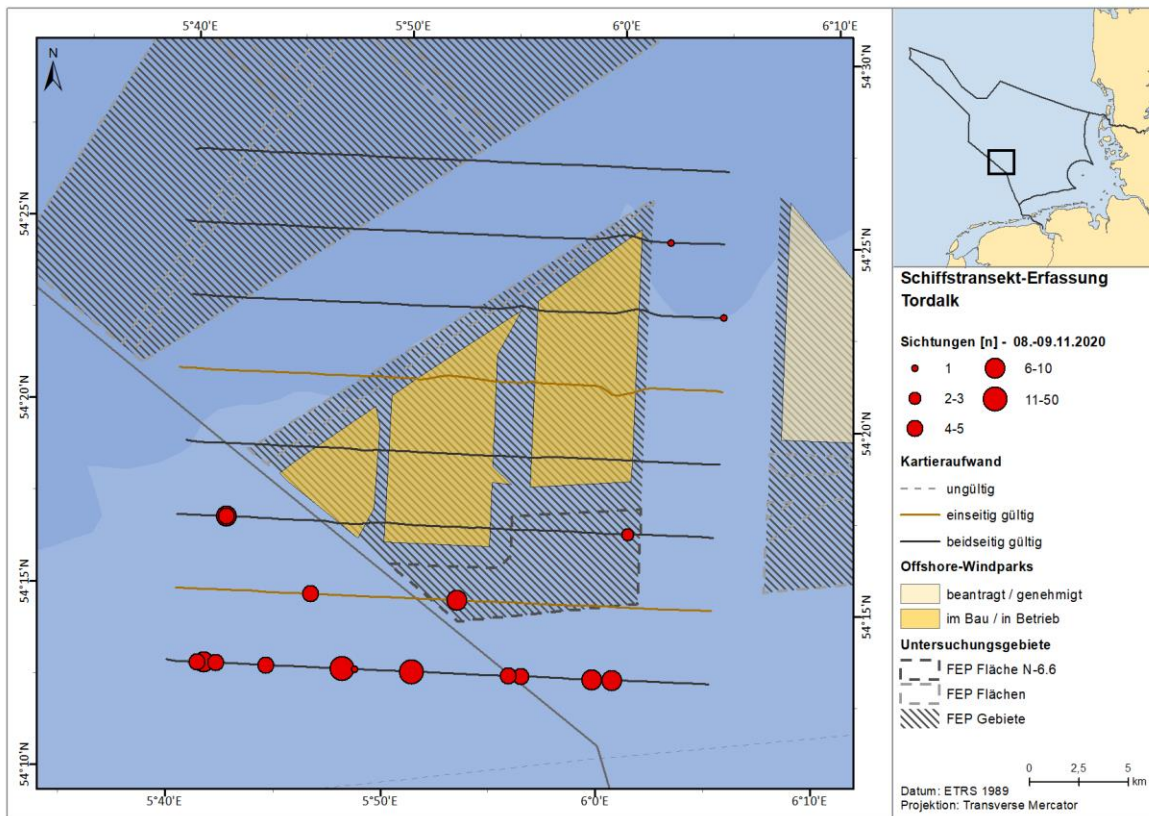 5°40'E
5°50'E
6°0'E
6°10'E
N
54°30'N
54°25'N
54°25'N
54°20'N
54°20'N
54°15'N
54°15'N
54°10'N
5°40'E
5°50'E
6°0'E
6°10'E
Schiffstransekt-Erfassung
Tordalk
Sichtungen [n] - 08.-09.11.2020
1
6-10
2-3
11-50
4-5
Kartieraufwand
ungültig
einseitig gültig
beidseitig gültig
Offshore-Windparks
beantragt / genehmigt
im Bau / in Betrieb
Untersuchungsgebiete
FEP Fläche N-6.6
FEP Flächen
FEP Gebiete
0 2,5 5
km
Datum: ETRS 1989
Projektion: Transverse Mercator